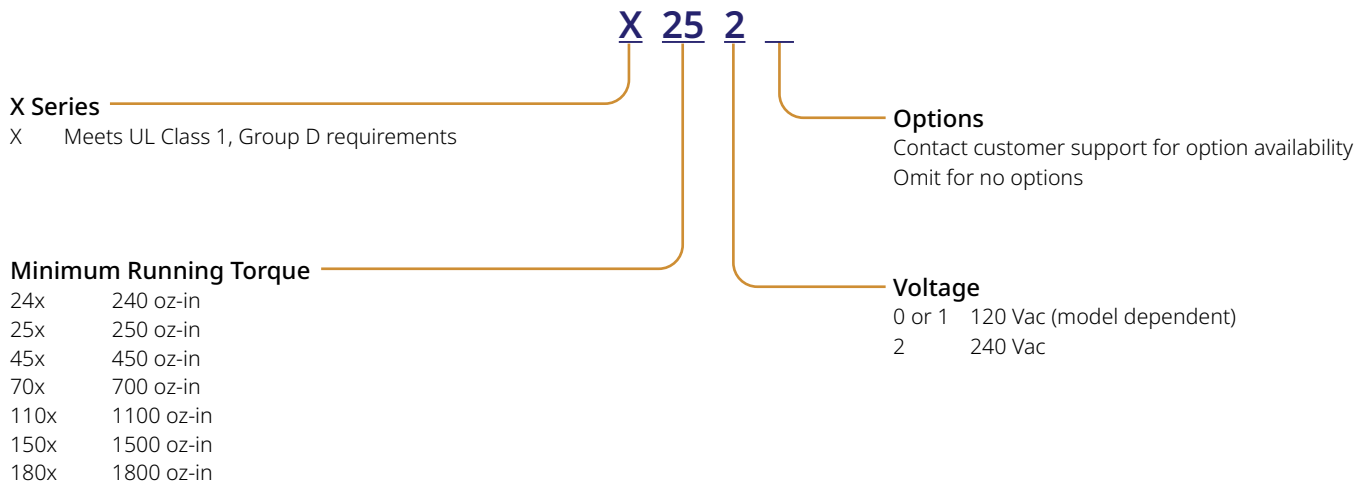 X 25 2 _
X Series
X Meets UL Class 1, Group D requirements
Options
Contact customer support for option availability
Omit for no options
Minimum Running Torque
24x 240 oz-in
25x 250 oz-in
45x 450 oz-in
70x 700 oz-in
110x 1100 oz-in
150x 1500 oz-in
180x 1800 oz-in
Voltage
0 or 1 120 Vac (model dependent)
2 240 Vac